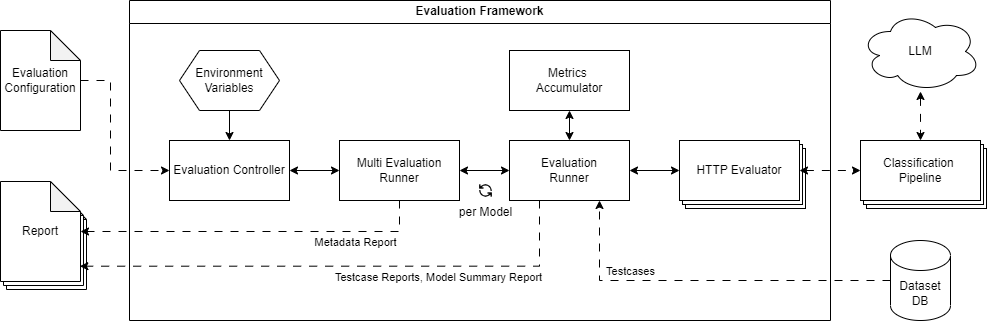 Evaluation Framework
Evaluation
Configuration
Environment
Variables
Metrics
Accumulator
LLM
Evaluation Controller
Multi Evaluation
Runner
Evaluation
Runner
HTTP Evaluator
Classification
Pipeline
per Model
Report
Metadata Report
Testcase Reports, Model Summary Report
Testcases
Dataset
DB